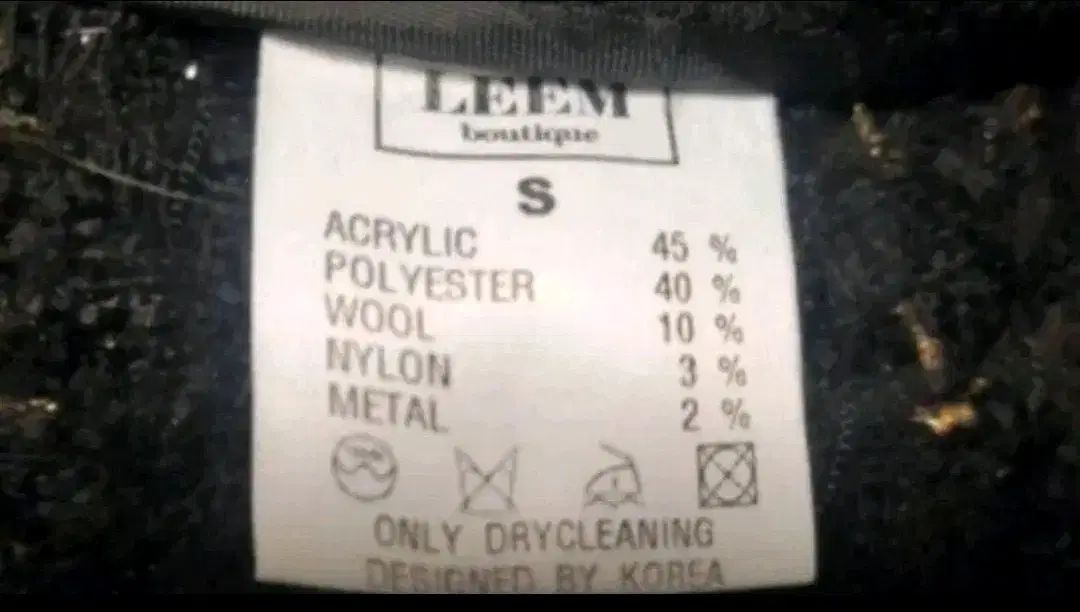 LEEM
boutique
S
ACRYLIC 45 %
POLYESTER 40 %
WOOL 10 %
NYLON 3 %
METAL 2 %
ONLY DRYCLEANING
DESIGNED BY KOREA